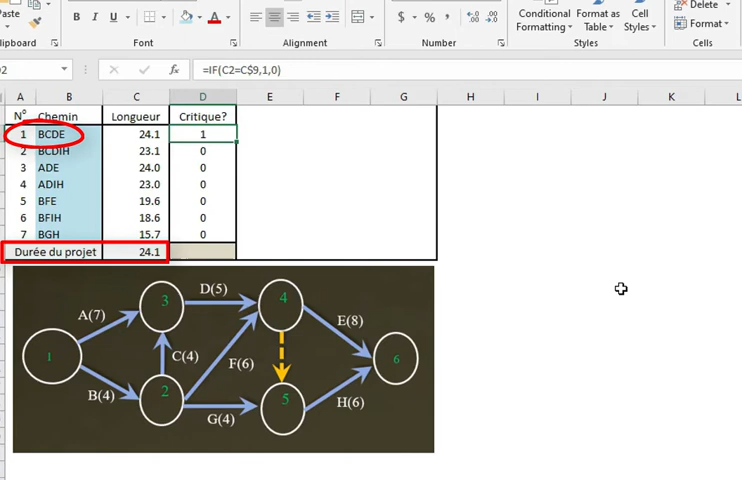 Paste
B I U
A A
$ % ,
Conditional Formatting
Format as Table
Cell Styles
Delete
Format
Clipboard
Font
Alignment
Number
Styles
Cells
D2
fx =IF(C2=C$9,1,0)
A B C D E F G H I J K L
N° Chemin Longueur Critique?
1 BCDE 24.1 1
2 BCDIH 23.1 0
3 ADE 24.0 0
4 ADIH 23.0 0
5 BFE 19.6 0
6 BFIH 18.6 0
7 BGH 15.7 0
Durée du projet 24.1
D(5)
3
4
A(7)
E(8)
1
C(4)
F(6)
6
2
B(4)
5
G(4)
H(6)